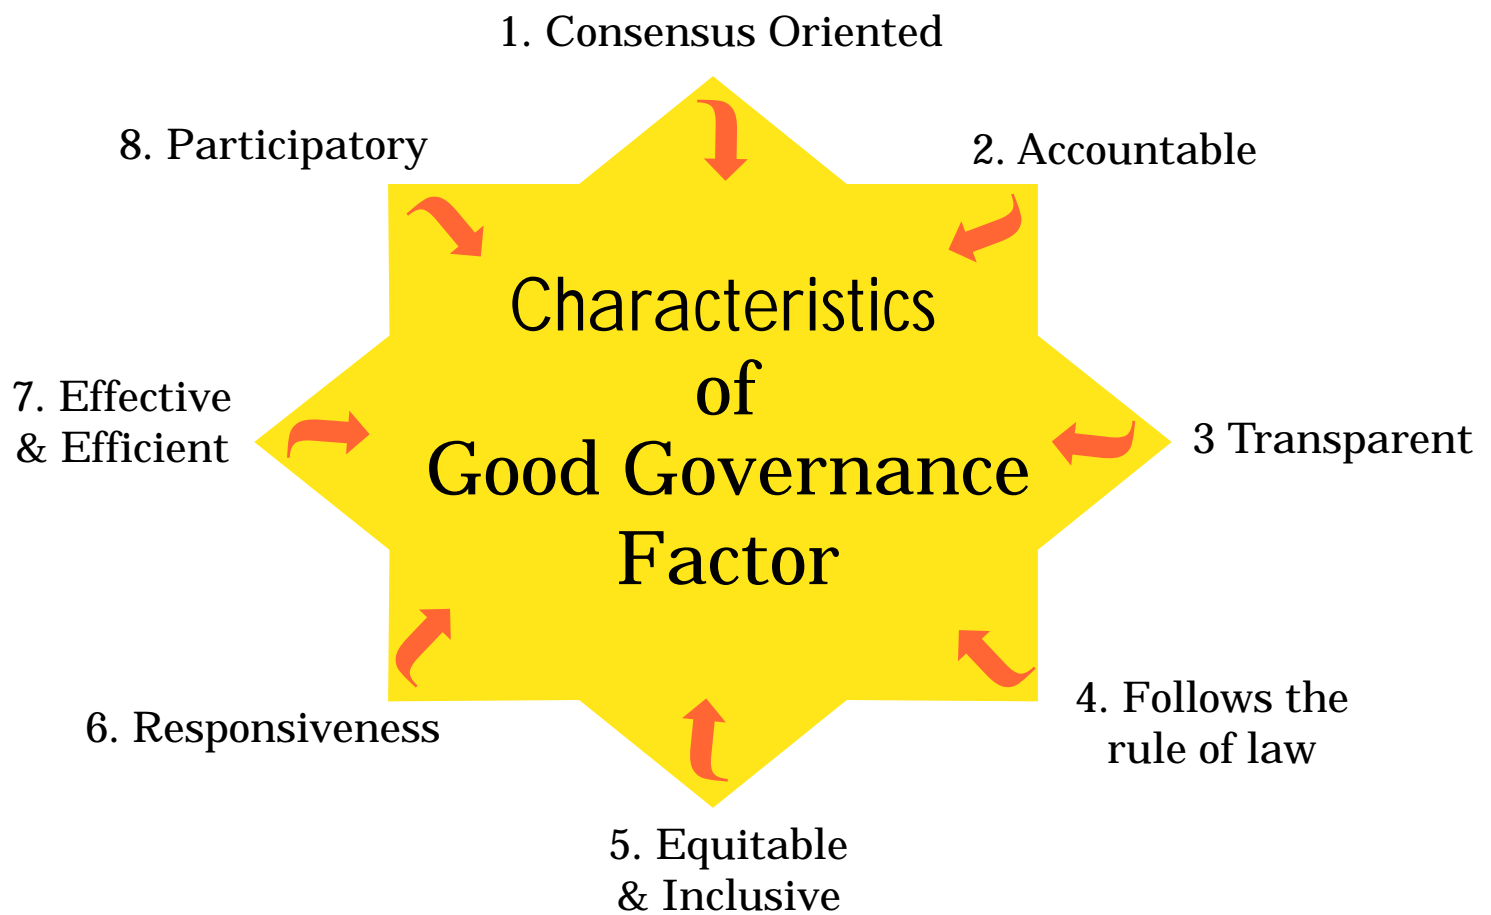 1. Consensus Oriented
8. Participatory
2. Accountable
Characteristics
of
Good Governance
Factor
7. Effective
& Efficient
3 Transparent
6. Responsiveness
4. Follows the
rule of law
5. Equitable
& Inclusive